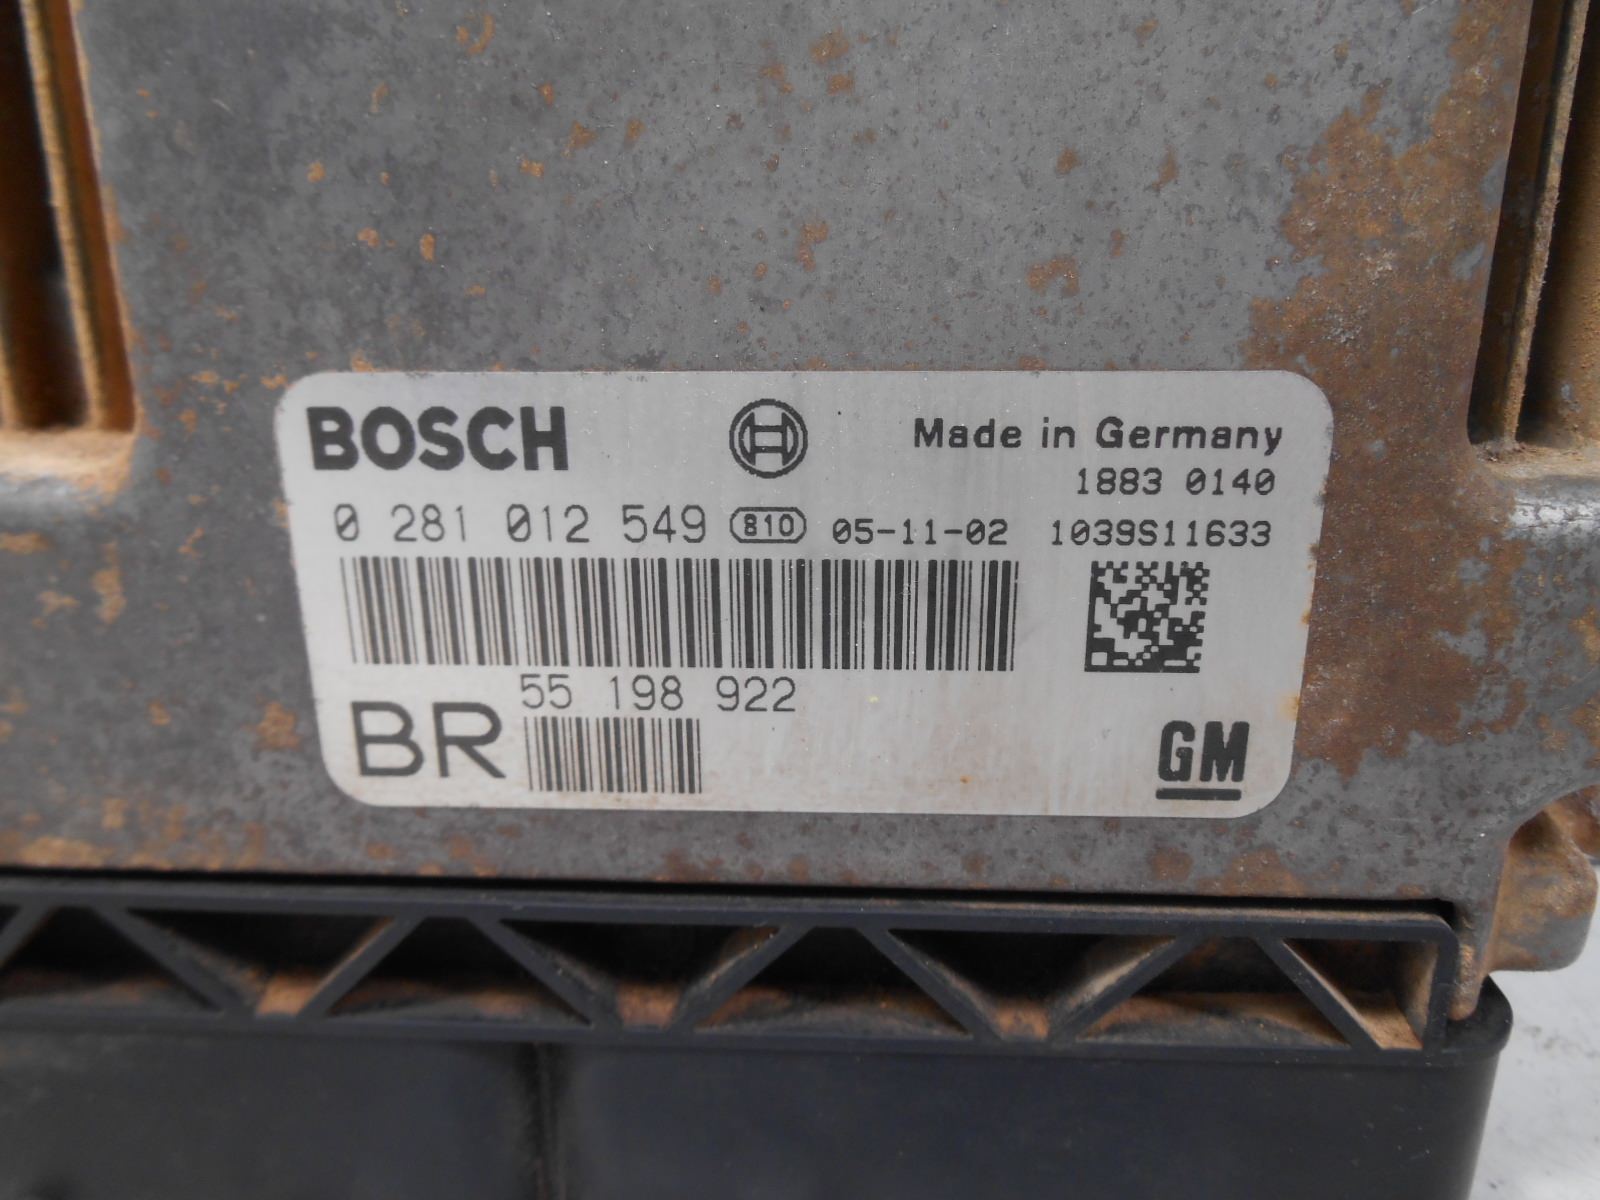 BOSCH
Made in Germany
1883 0140
0 281 012 549 810 05-11-02 1039S11633
55 198 922
BR
GM